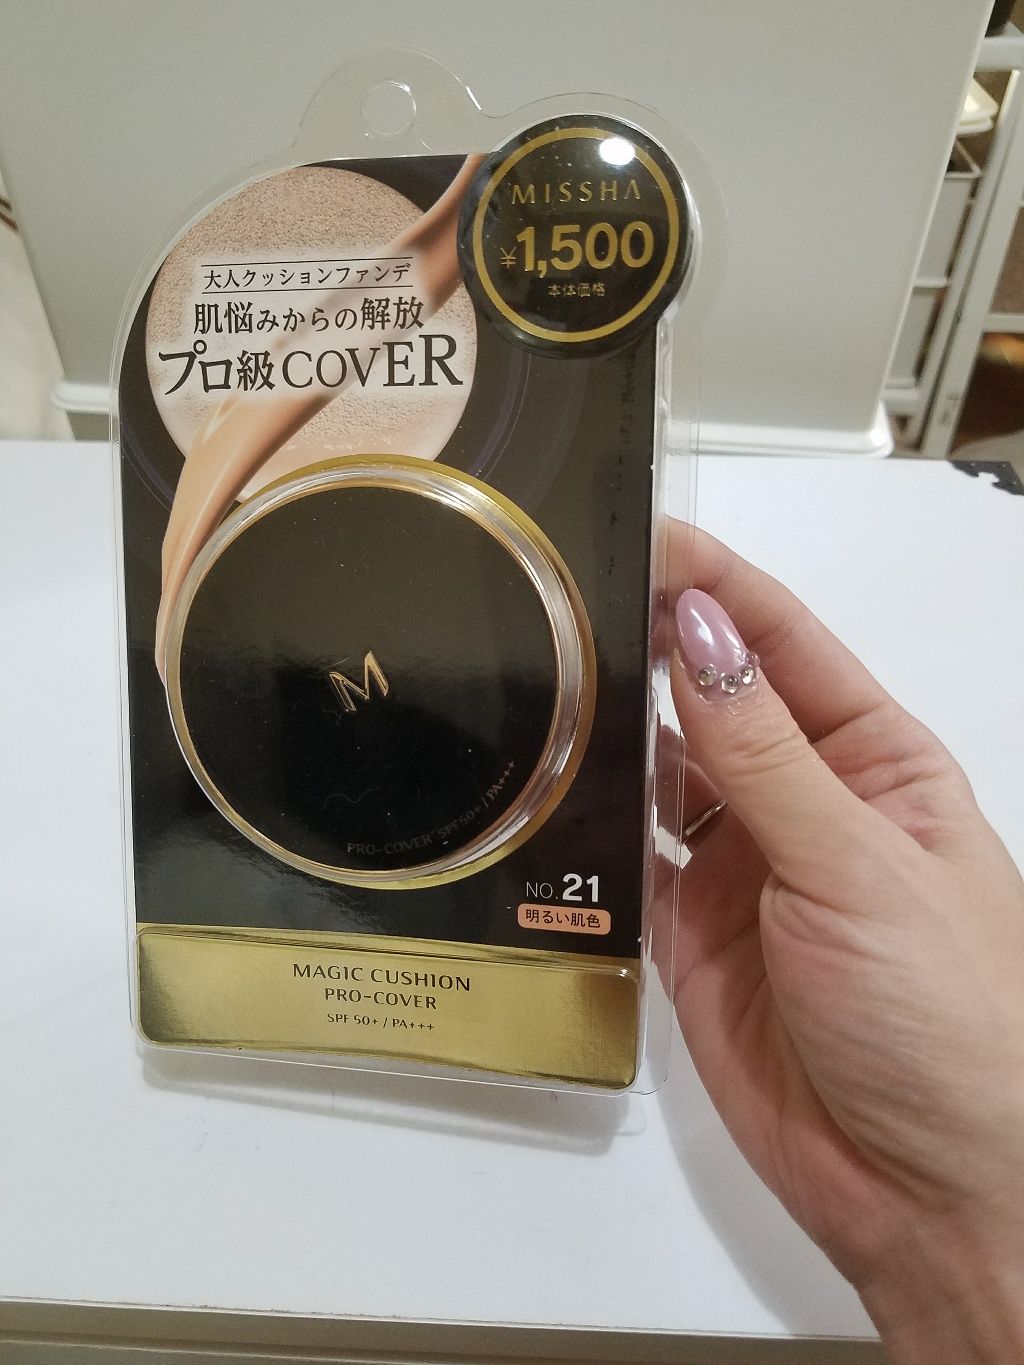 MISSHA
¥1,500
本体価格
大人クッションファンデ
肌悩みからの解放
プロ級COVER
M
PRO-COVER SPF50+ / PA+++
NO.21
明るい肌色
MAGIC CUSHION
PRO-COVER
SPF 50+ / PA+++